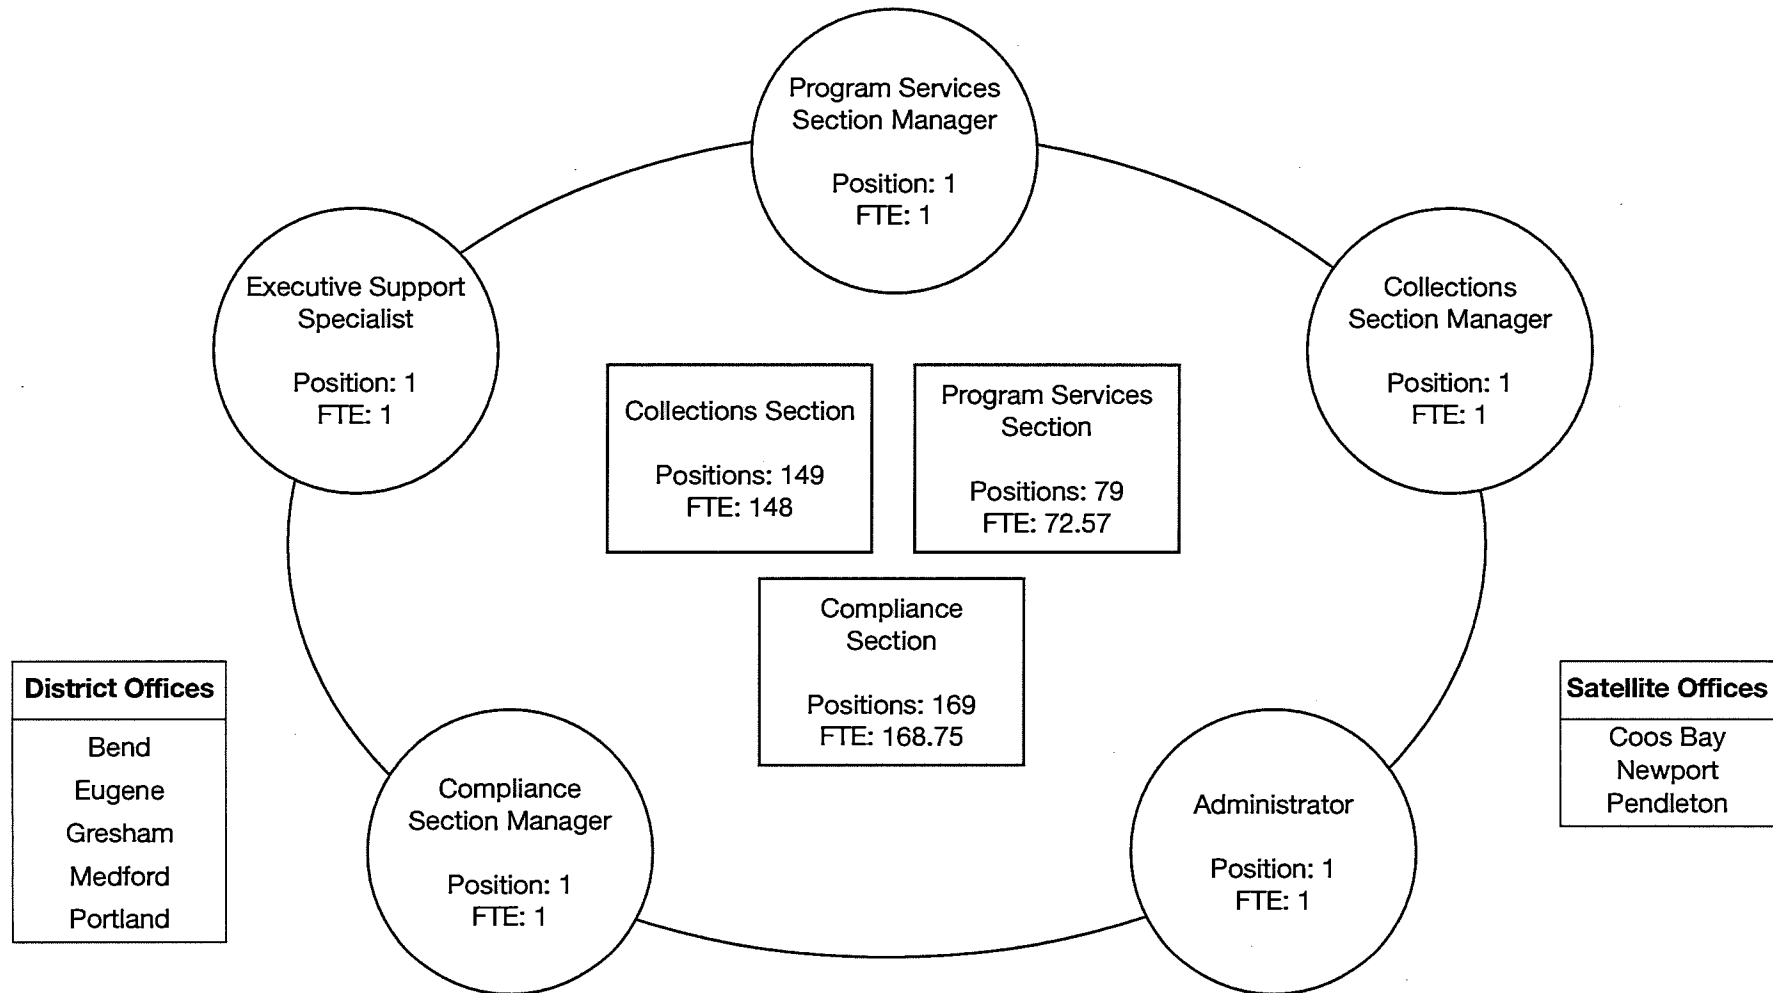 Program Services
Section Manager
Position: 1
FTE: 1
Executive Support
Specialist
Position: 1
FTE: 1
Collections
Section Manager
Position: 1
FTE: 1
Collections Section
Positions: 149
FTE: 148
Program Services
Section
Positions: 79
FTE: 72.57
Compliance
Section
Positions: 169
FTE: 168.75
District Offices
Bend
Eugene
Gresham
Medford
Portland
Compliance
Section Manager
Position: 1
FTE: 1
Administrator
Position: 1
FTE: 1
Satellite Offices
Coos Bay
Newport
Pendleton